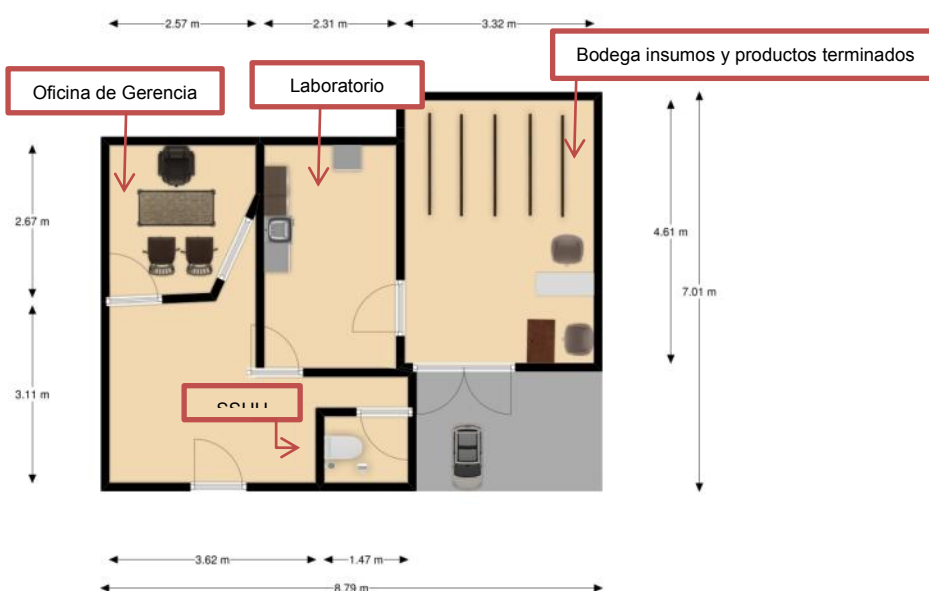 2.57 m
2.31 m
3.32 m
Bodega insumos y productos terminados
Oficina de Gerencia
Laboratorio
2.67 m
4.61 m
7.01 m
3.11 m
SSHH
3.62 m
1.47 m
8.79 m